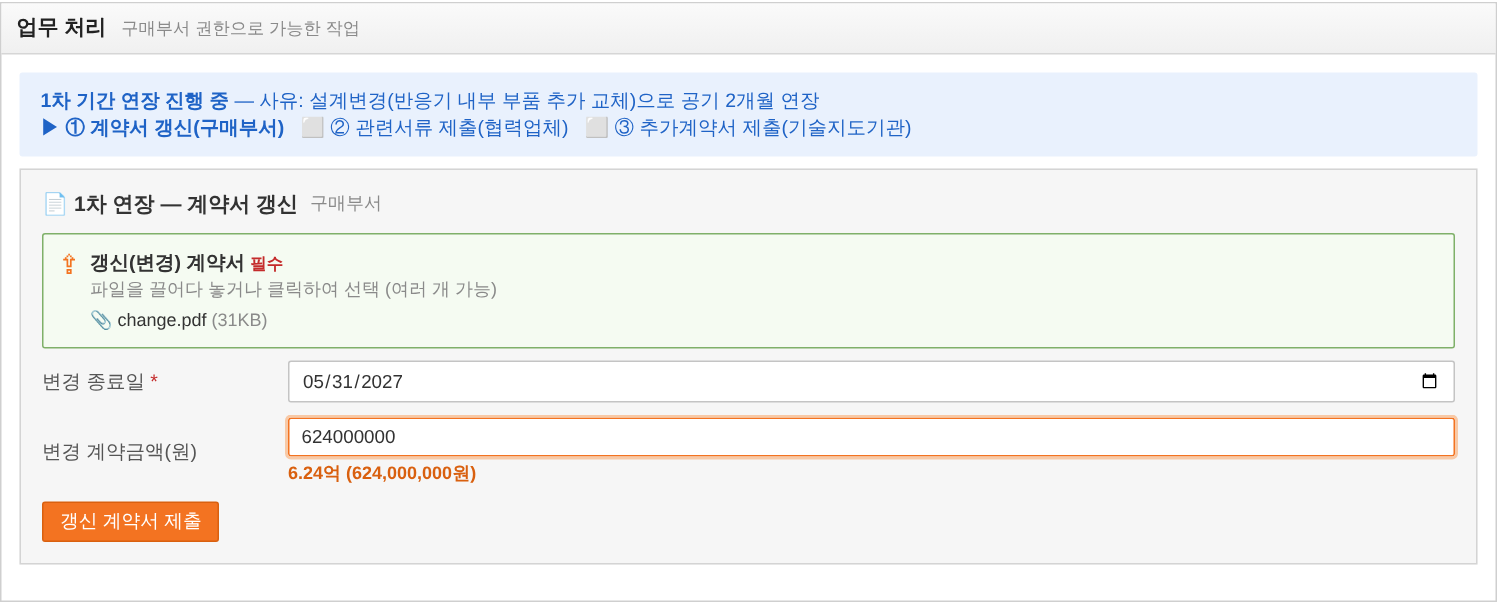 업무 처리 구매부서 권한으로 가능한 작업
1차 기간 연장 진행 중 — 사유: 설계변경(반응기 내부 부품 추가 교체)으로 공기 2개월 연장
▶ ① 계약서 갱신(구매부서) ⬜ ② 관련서류 제출(협력업체) ⬜ ③ 추가계약서 제출(기술지도기관)
📄 1차 연장 — 계약서 갱신 구매부서
갱신(변경) 계약서 필수
파일을 끌어다 놓거나 클릭하여 선택 (여러 개 가능)
📎 change.pdf (31KB)
변경 종료일 * 05/31/2027
변경 계약금액(원) 624000000
6.24억 (624,000,000원)
갱신 계약서 제출